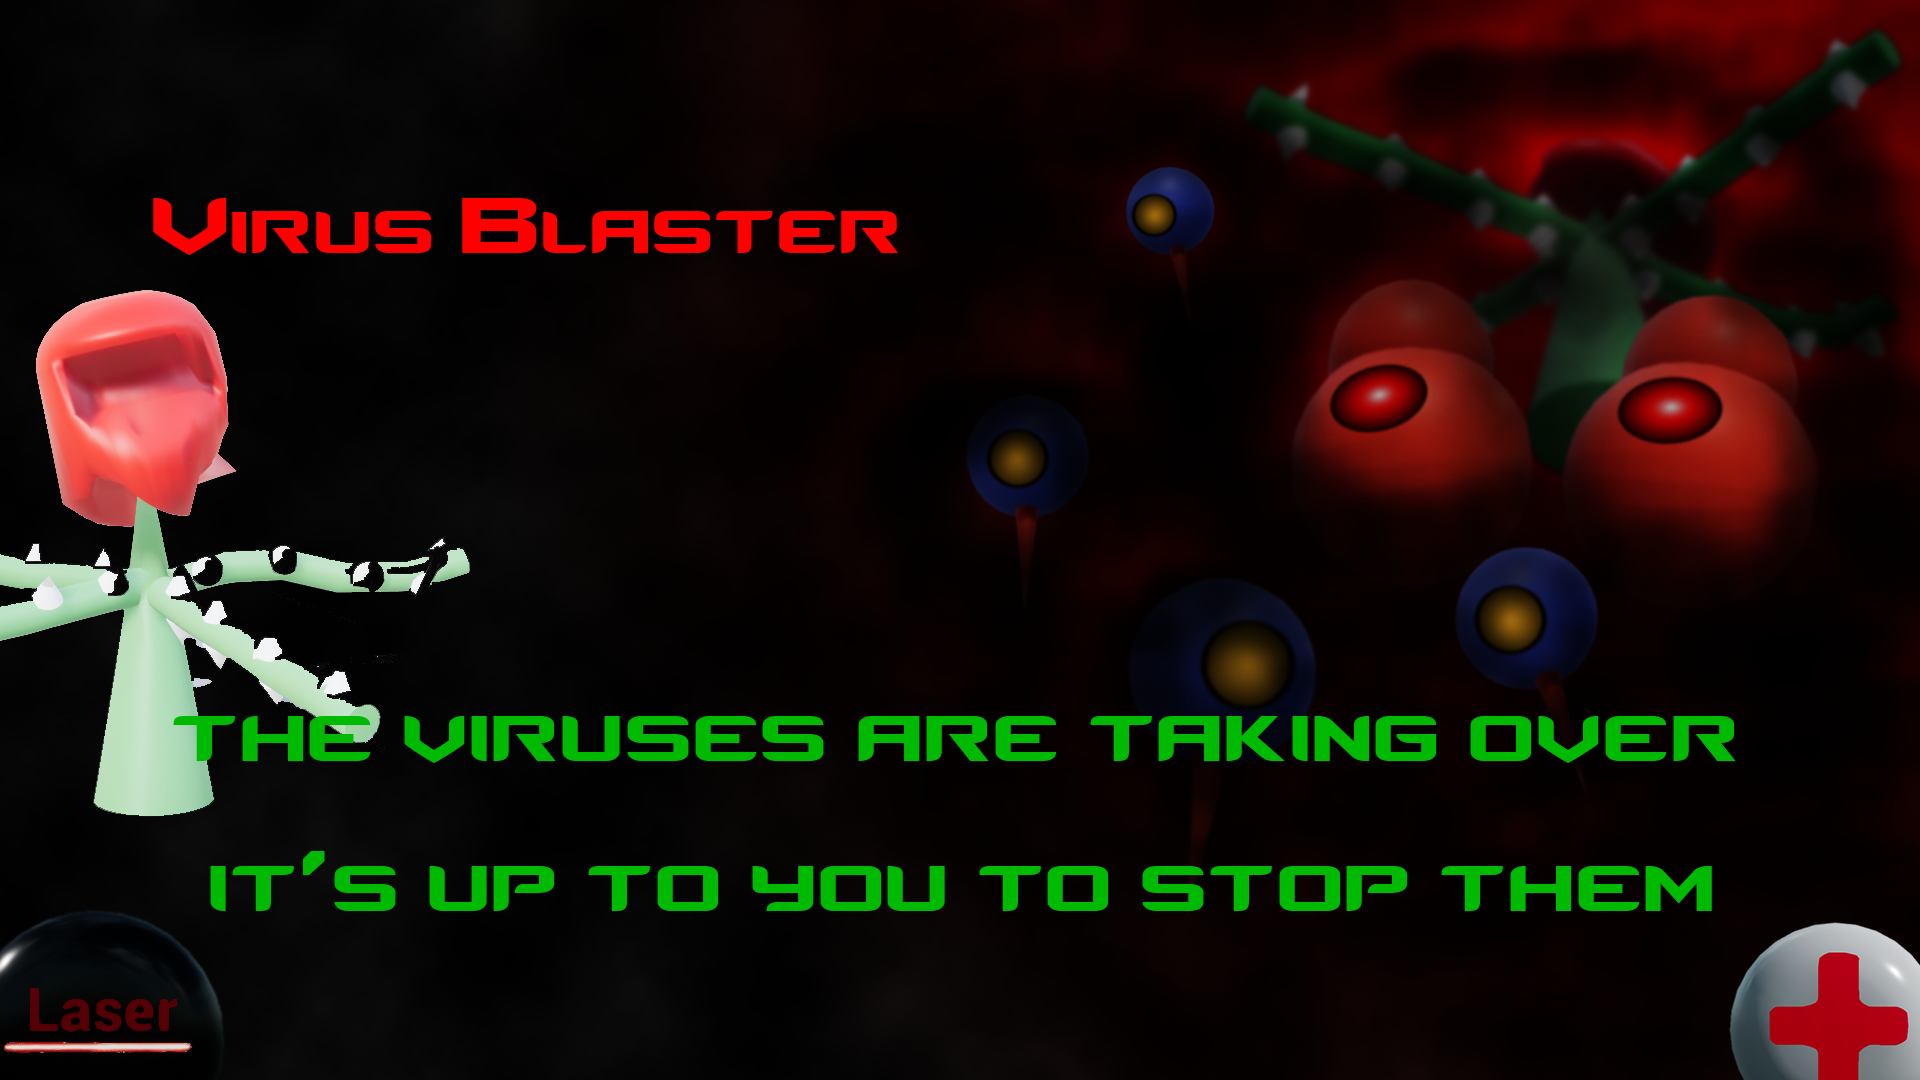 Virus Blaster
THE VIRUSES ARE TAKING OVER
IT'S UP TO YOU TO STOP THEM
Laser